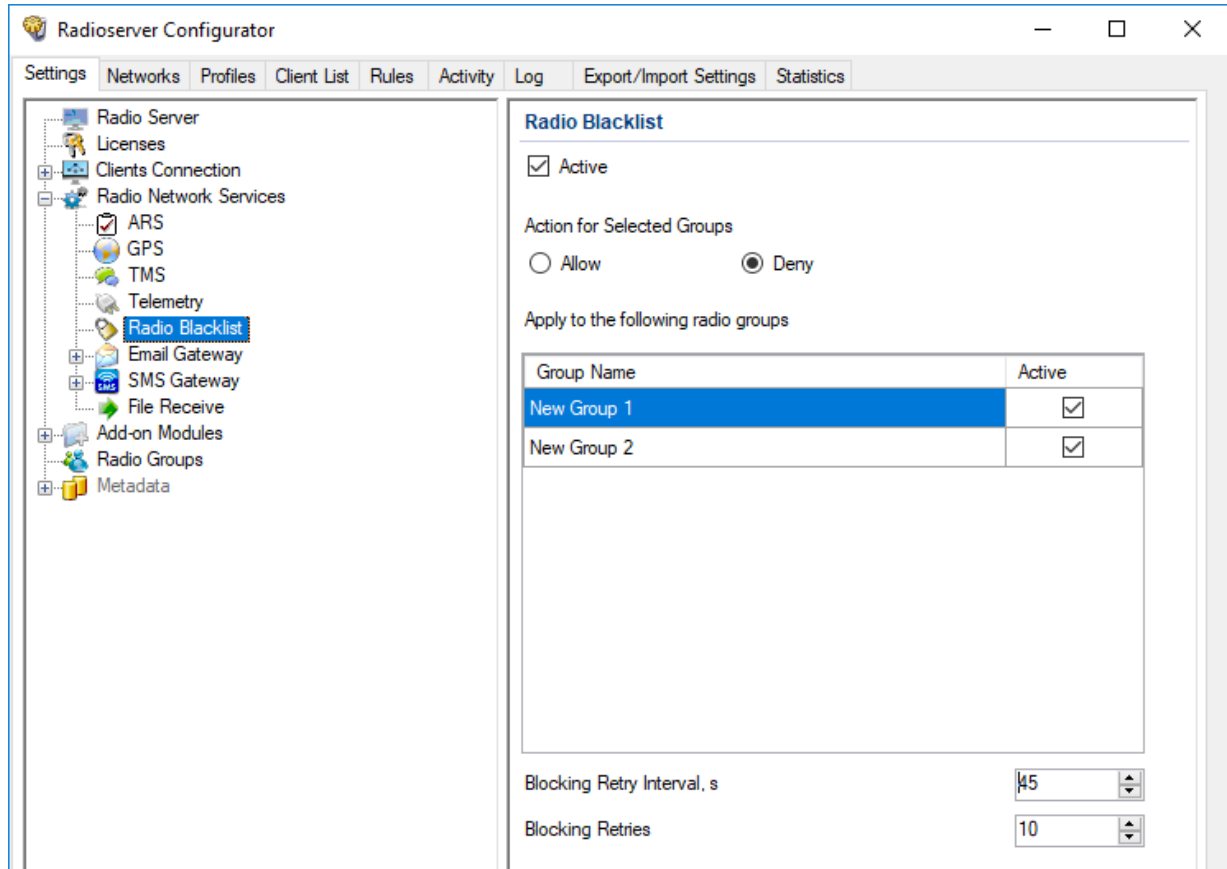 Radioserver Configurator
Settings Networks Profiles Client List Rules Activity Log Export/Import Settings Statistics
Radio Server
Licenses
Clients Connection
Radio Network Services
ARS
GPS
TMS
Telemetry
Radio Blacklist
Email Gateway
SMS Gateway
File Receive
Add-on Modules
Radio Groups
Metadata
Radio Blacklist
Active
Action for Selected Groups
Allow Deny
Apply to the following radio groups
Group Name Active
New Group 1
New Group 2
Blocking Retry Interval, s 45
Blocking Retries 10